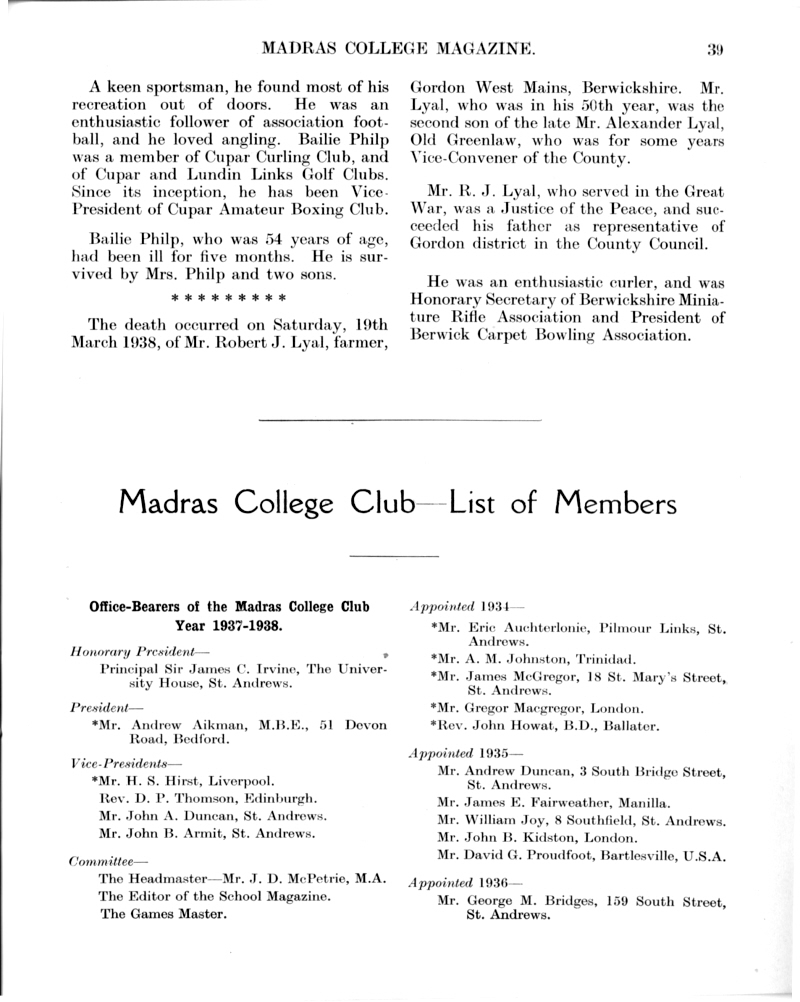 MADRAS COLLEGE MAGAZINE.
39
A keen sportsman, he found most of his
recreation out of doors. He was an
enthusiastic follower of association foot-
ball, and he loved angling. Bailie Philp
was a member of Cupar Curling Club, and
of Cupar and Lundin Links Golf Clubs.
Since its inception, he has been Vice-
President of Cupar Amateur Boxing Club.
Bailie Philp, who was 54 years of age,
had been ill for five months. He is sur-
vived by Mrs. Philp and two sons.
* * * * * * * * *
The death occurred on Saturday, 19th
March 1938, of Mr. Robert J. Lyal, farmer,
Gordon West Mains, Berwickshire. Mr.
Lyal, who was in his 50th year, was the
second son of the late Mr. Alexander Lyal,
Old Greenlaw, who was for some years
Vice-Convener of the County.
Mr. R. J. Lyal, who served in the Great
War, was a Justice of the Peace, and suc-
ceeded his father as representative of
Gordon district in the County Council.
He was an enthusiastic curler, and was
Honorary Secretary of Berwickshire Minia-
ture Rifle Association and President of
Berwick Carpet Bowling Association.
Madras College Club—List of Members
Office-Bearers of the Madras College Club
Year 1937-1938.
Honorary President—
Principal Sir James C. Irvine, The Univer-
sity House, St. Andrews.
President—
*Mr. Andrew Aikman, M.B.E., 51 Devon
Road, Bedford.
Vice-Presidents—
*Mr. H. S. Hirst, Liverpool.
Rev. D. P. Thomson, Edinburgh.
Mr. John A. Duncan, St. Andrews.
Mr. John B. Armit, St. Andrews.
Committee—
The Headmaster—Mr. J. D. McPetrie, M.A.
The Editor of the School Magazine.
The Games Master.
Appointed 1934—
*Mr. Eric Auchterlonie, Pilmour Links, St.
Andrews.
*Mr. A. M. Johnston, Trinidad.
*Mr. James McGregor, 18 St. Mary's Street,
St. Andrews.
*Mr. Gregor Macgregor, London.
*Rev. John Howat, B.D., Ballater.
Appointed 1935—
Mr. Andrew Duncan, 3 South Bridge Street,
St. Andrews.
Mr. James E. Fairweather, Manilla.
Mr. William Joy, 8 Southfield, St. Andrews.
Mr. John B. Kidston, London.
Mr. David G. Proudfoot, Bartlesville, U.S.A.
Appointed 1936—
Mr. George M. Bridges, 159 South Street,
St. Andrews.